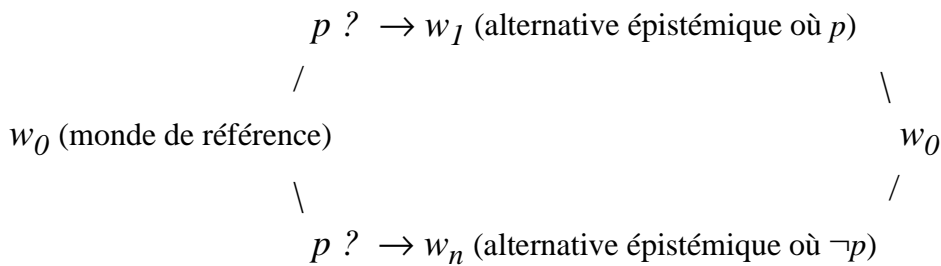 p ? → w1 (alternative épistémique où p)
/ \
w0 (monde de référence) w0
\ /
p ? → wn (alternative épistémique où ¬p)